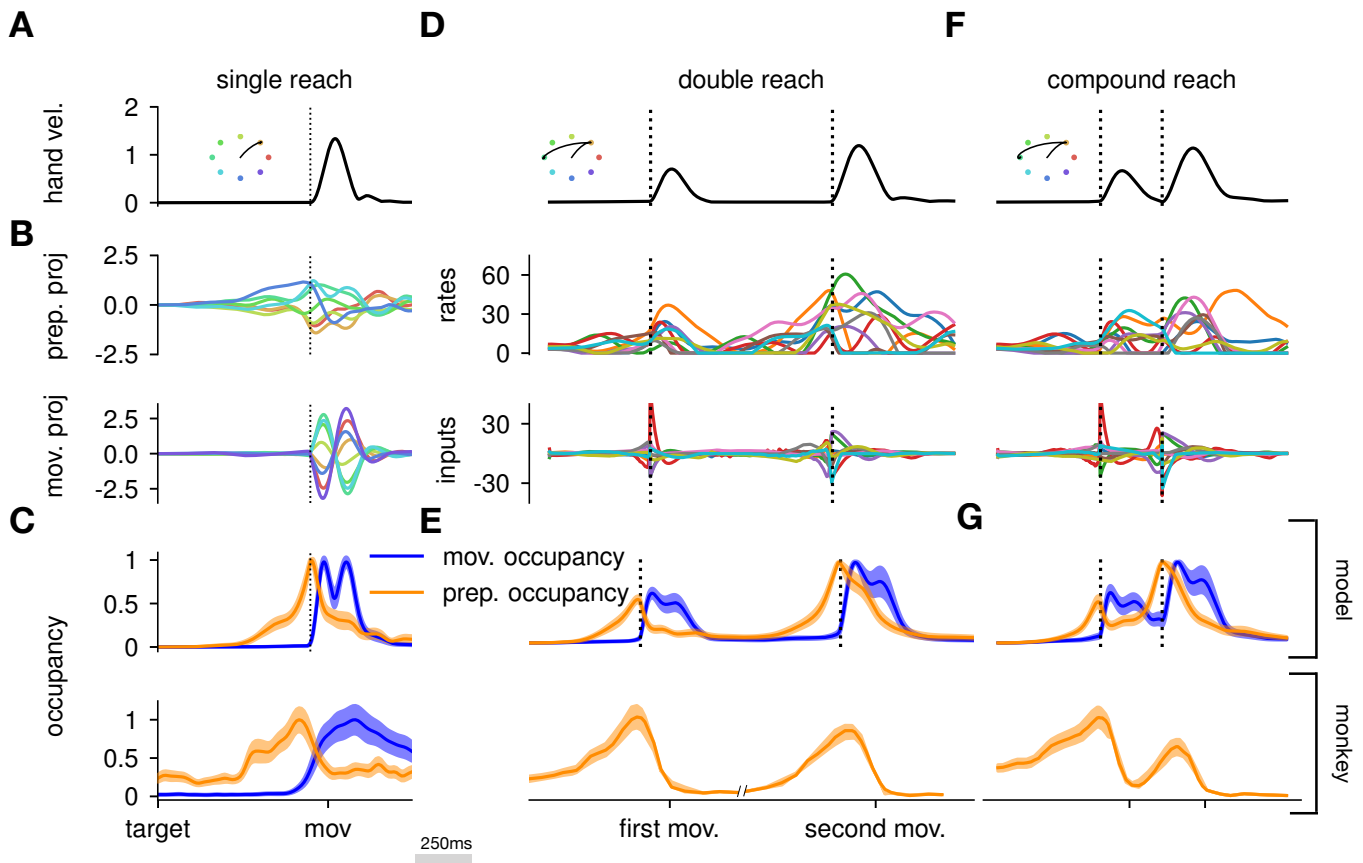 A
D
F
single reach
double reach
compound reach
hand vel.
2
1
0
B
prep. proj
2.5
0.0
-2.5
rates
60
30
0
mov. proj
2.5
0.0
-2.5
inputs
30
0
-30
C
E
G
occupancy
1
0.5
0
mov. occupancy
prep. occupancy
model
1
0.5
0
monkey
target
mov
first mov.
second mov.
250ms